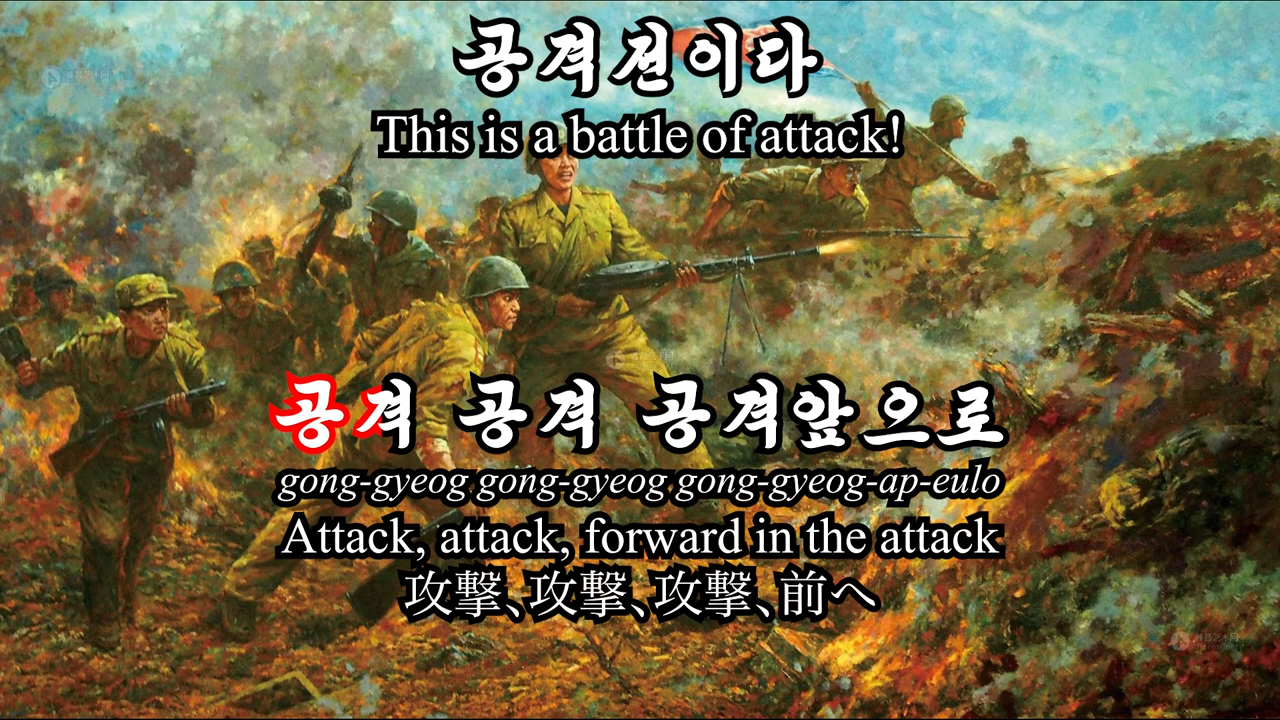 공격전이다
This is a battle of attack!
공격 공격 공격앞으로
gong-gyeog gong-gyeog gong-gyeog-ap-eulo
Attack, attack, forward in the attack
攻撃、攻撃、攻撃、前へ